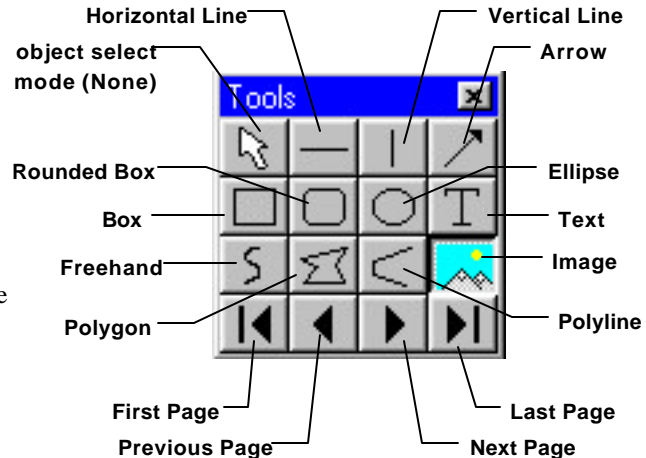 Horizontal Line
Vertical Line
object select
mode (None)
Arrow
Tools
Rounded Box
Ellipse
Box
T
Text
Freehand
Image
e
Polygon
Polyline
First Page
Last Page
Previous Page
Next Page